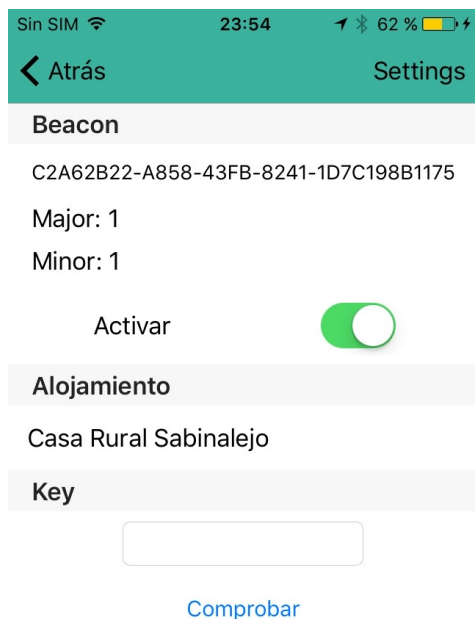 Sin SIM 23:54 62 %
Atrás Settings
Beacon
C2A62B22-A858-43FB-8241-1D7C198B1175
Major: 1
Minor: 1
Activar
Alojamiento
Casa Rural Sabinalejo
Key
Comprobar